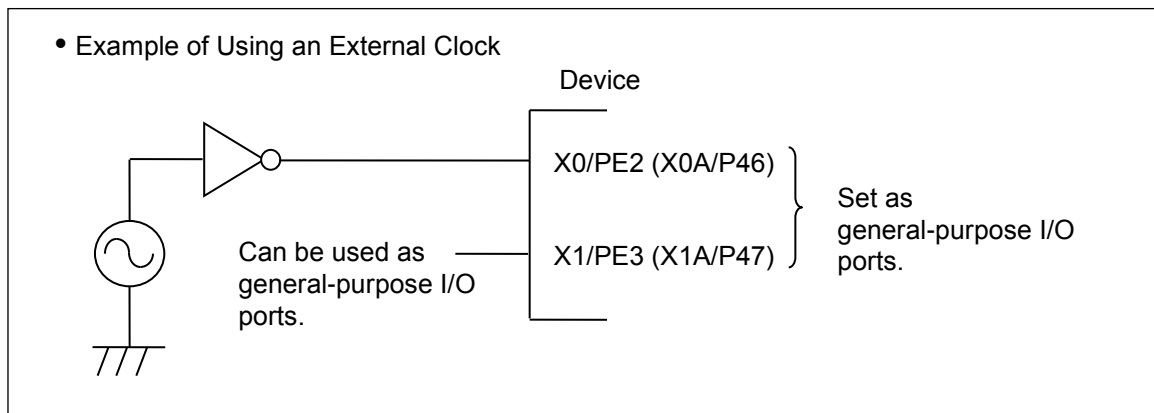 • Example of Using an External Clock
Device
X0/PE2 (X0A/P46)
X1/PE3 (X1A/P47)
Can be used as
general-purpose I/O
ports.
Set as
general-purpose I/O
ports.